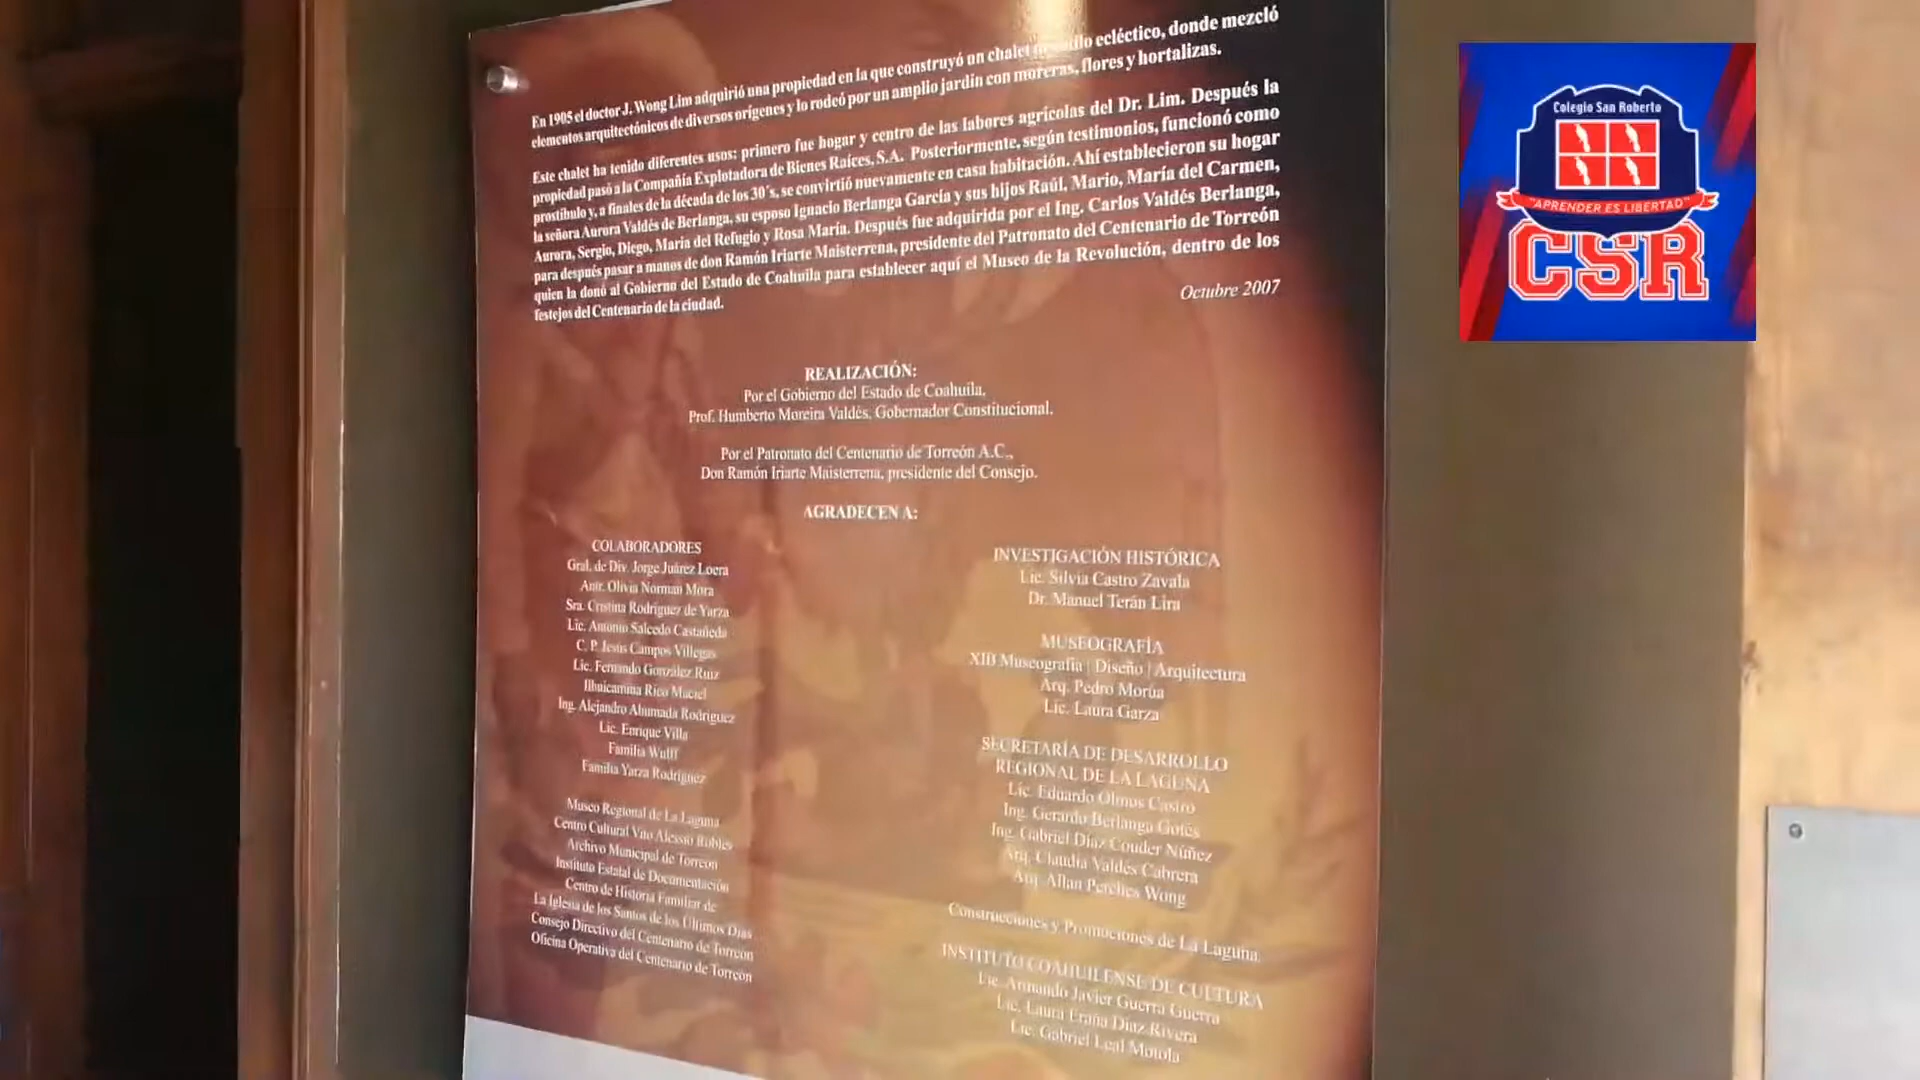 En 1905 el doctor J. Wong Lim adquirió una propiedad en la que construyó un chalet ecléctico, donde mezcló
elementos arquitectónicos de diversos orígenes y lo rodeó por un amplio jardín con moreras, flores y hortalizas.
Este chalet ha tenido diferentes usos: primero fue hogar y centro de las labores agrícolas del Dr. Lim. Después la
propiedad pasó a la Compañía Explotadora de Bienes Raíces, S.A. Posteriormente, según testimonios, funcionó como
prostíbulo y, a finales de la década de los 30´s, se convirtió nuevamente en casa habitación. Ahí establecieron su hogar
la señora Aurora Valdés de Berlanga, su esposo Ignacio Berlanga García y sus hijos Raúl, Mario, María del Carmen,
Aurora, Sergio, Diego, María del Refugio y Rosa María. Después fue adquirida por el Ing. Carlos Valdés Berlanga,
para después pasar a manos de don Ramón Iriarte Maisterrena, presidente del Patronato del Centenario de Torreón
quien la donó al Gobierno del Estado de Coahuila para establecer aquí el Museo de la Revolución, dentro de los
festejos del Centenario de la ciudad.
Octubre 2007
REALIZACIÓN:
Por el Gobierno del Estado de Coahuila,
Prof. Humberto Moreira Valdés, Gobernador Constitucional.
Por el Patronato del Centenario de Torreón A.C.,
Don Ramón Iriarte Maisterrena, presidente del Consejo.
AGRADECEN A:
COLABORADORES
Gral. de Div. Jorge Juárez Loera
Antr. Olivia Norman Mora
Sra. Cristina Rodríguez de Yarza
Lic. Antonio Salcedo Castañeda
C. P. Jesús Campos Villegas
Lic. Fernando González Ruiz
Ilhuicamina Rico Maciel
Ing. Alejandro Ahumada Rodríguez
Lic. Enrique Villa
Familia Wulff
Familia Yarza Rodríguez
Museo Regional de La Laguna
Centro Cultural Vito Alessio Robles
Archivo Municipal de Torreón
Instituto Estatal de Documentación
Centro de Historia Familiar de
La Iglesia de los Santos de los Últimos Días
Consejo Directivo del Centenario de Torreón
Oficina Operativa del Centenario de Torreón
INVESTIGACIÓN HISTÓRICA
Lic. Silvia Castro Zavala
Dr. Manuel Terán Lira
MUSEOGRAFÍA
XIB Museografía | Diseño | Arquitectura
Arq. Pedro Morúa
Lic. Laura Garza
SECRETARÍA DE DESARROLLO
REGIONAL DE LA LAGUNA
Lic. Eduardo Olmos Castro
Ing. Gerardo Berlanga Gotés
Ing. Gabriel Díaz Couder Núñez
Arq. Claudia Valdés Cabrera
Arq. Allan Perches Wong
Construcciones y Promociones de La Laguna.
INSTITUTO COAHUILENSE DE CULTURA
Lic. Armando Javier Guerra Guerra
Lic. Laura Díaz Rivera
Lic. Gabriel Leal Motola
Colegio San Roberto
"APRENDER ES LIBERTAD"
CSR